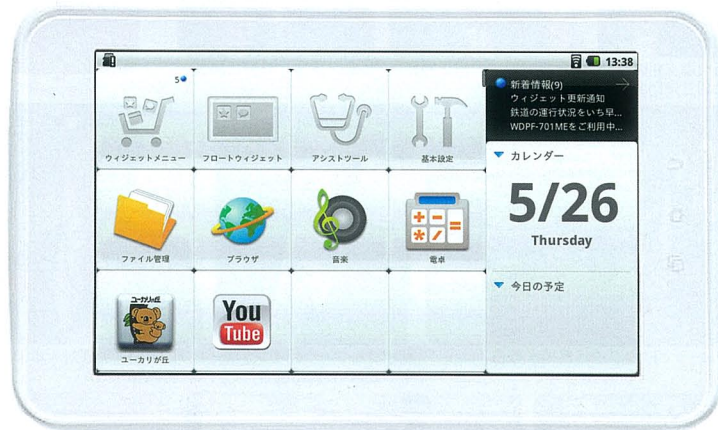 13:38
5
ウィジェットメニュー
フロートウィジェット
アシストツール
基本設定
新着情報(9)
ウィジェット更新通知
鉄道の運行状況をいち早...
WDPF-701MEをご利用中...
カレンダー
5/26
Thursday
今日の予定
ファイル管理
ブラウザ
音楽
電卓
ユーカリが丘
ユーカリが丘
You
Tube